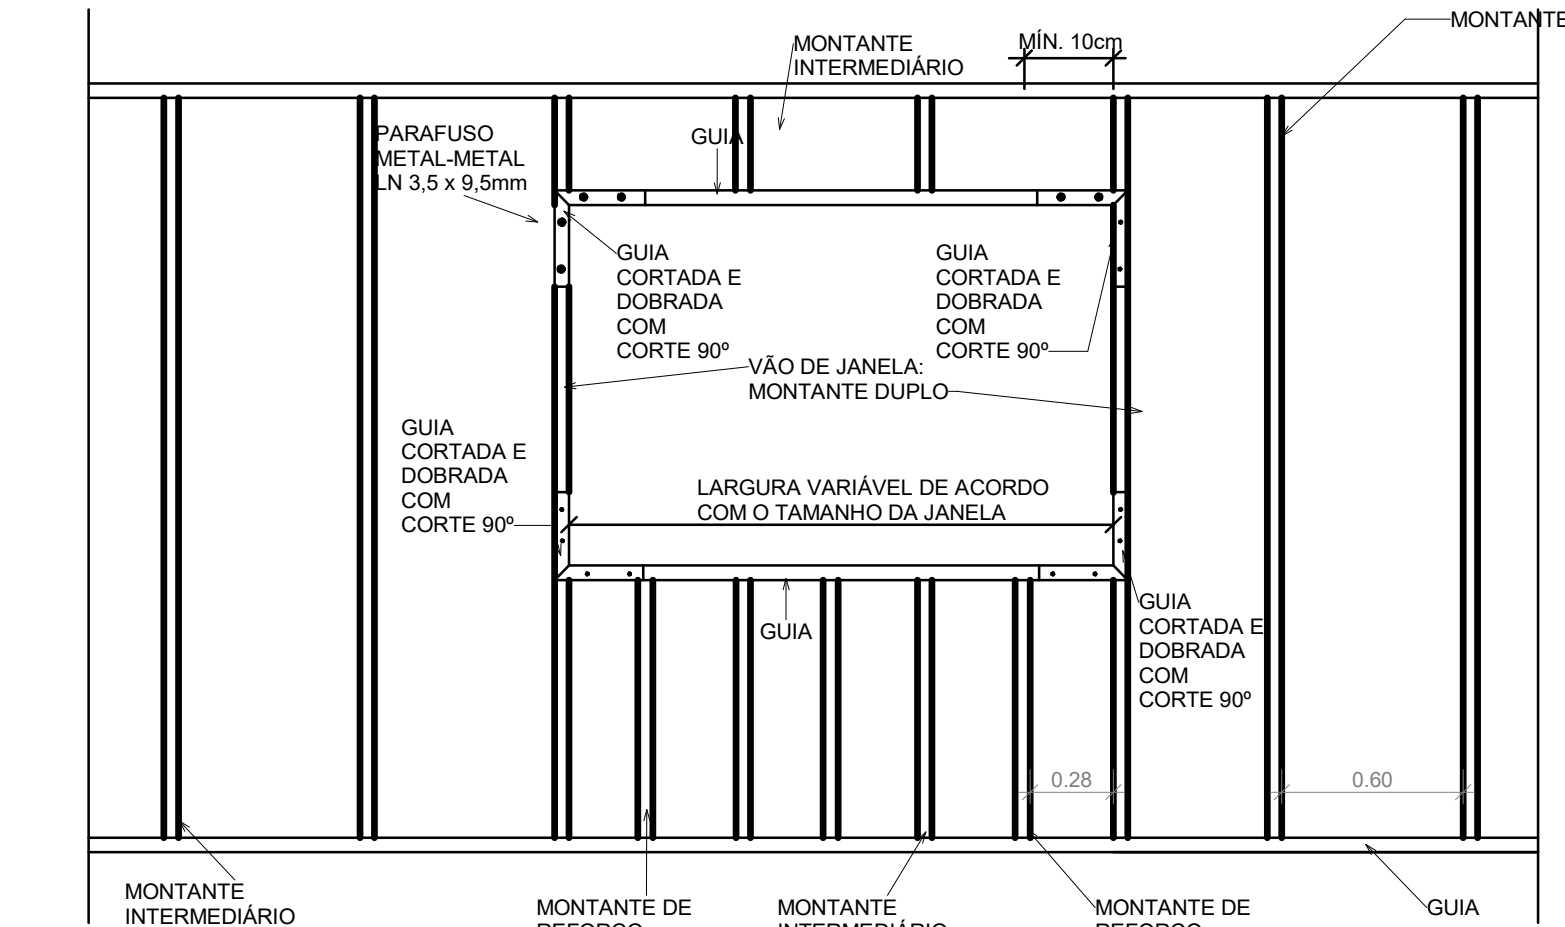 MONTANTE
MONTANTE
INTERMEDIÁRIO
MÍN. 10cm
PARAFUSO
METAL-METAL
LN 3,5 x 9,5mm
GUIA
GUIA
CORTADA E
DOBRADA
COM
CORTE 90º
GUIA
CORTADA E
DOBRADA
COM
CORTE 90º
VÃO DE JANELA:
MONTANTE DUPLO
GUIA
CORTADA E
DOBRADA
COM
CORTE 90º
LARGURA VARIÁVEL DE ACORDO
COM O TAMANHO DA JANELA
GUIA
GUIA
CORTADA E
DOBRADA
COM
CORTE 90º
0.28
0.60
MONTANTE
INTERMEDIÁRIO
MONTANTE DE
REFORÇO
MONTANTE
INTERMEDIÁRIO
MONTANTE DE
REFORÇO
GUIA